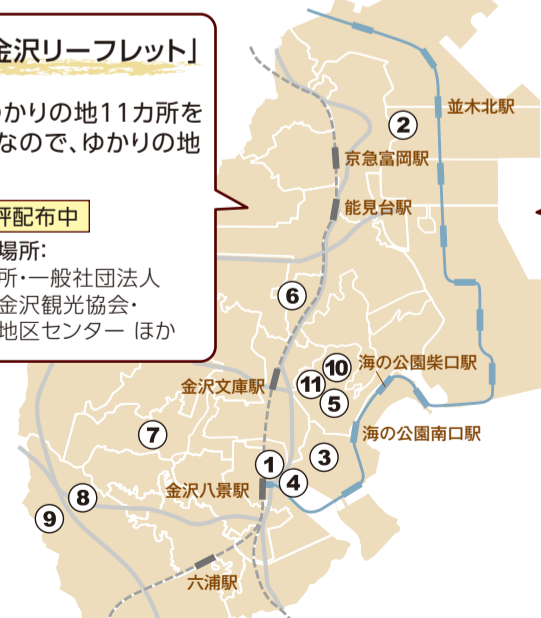 金沢リーフレット」
ゆかりの地11カ所を
なので、ゆかりの地
評配布中
場所：
所・一般社団法人
金沢観光協会・
地区センター ほか
並木北駅
②
京急富岡駅
能見台駅
⑥
⑩
海の公園柴口駅
金沢文庫駅
⑪
⑤
海の公園南口駅
⑦
③
①
④
金沢八景駅
⑧
⑨
六浦駅